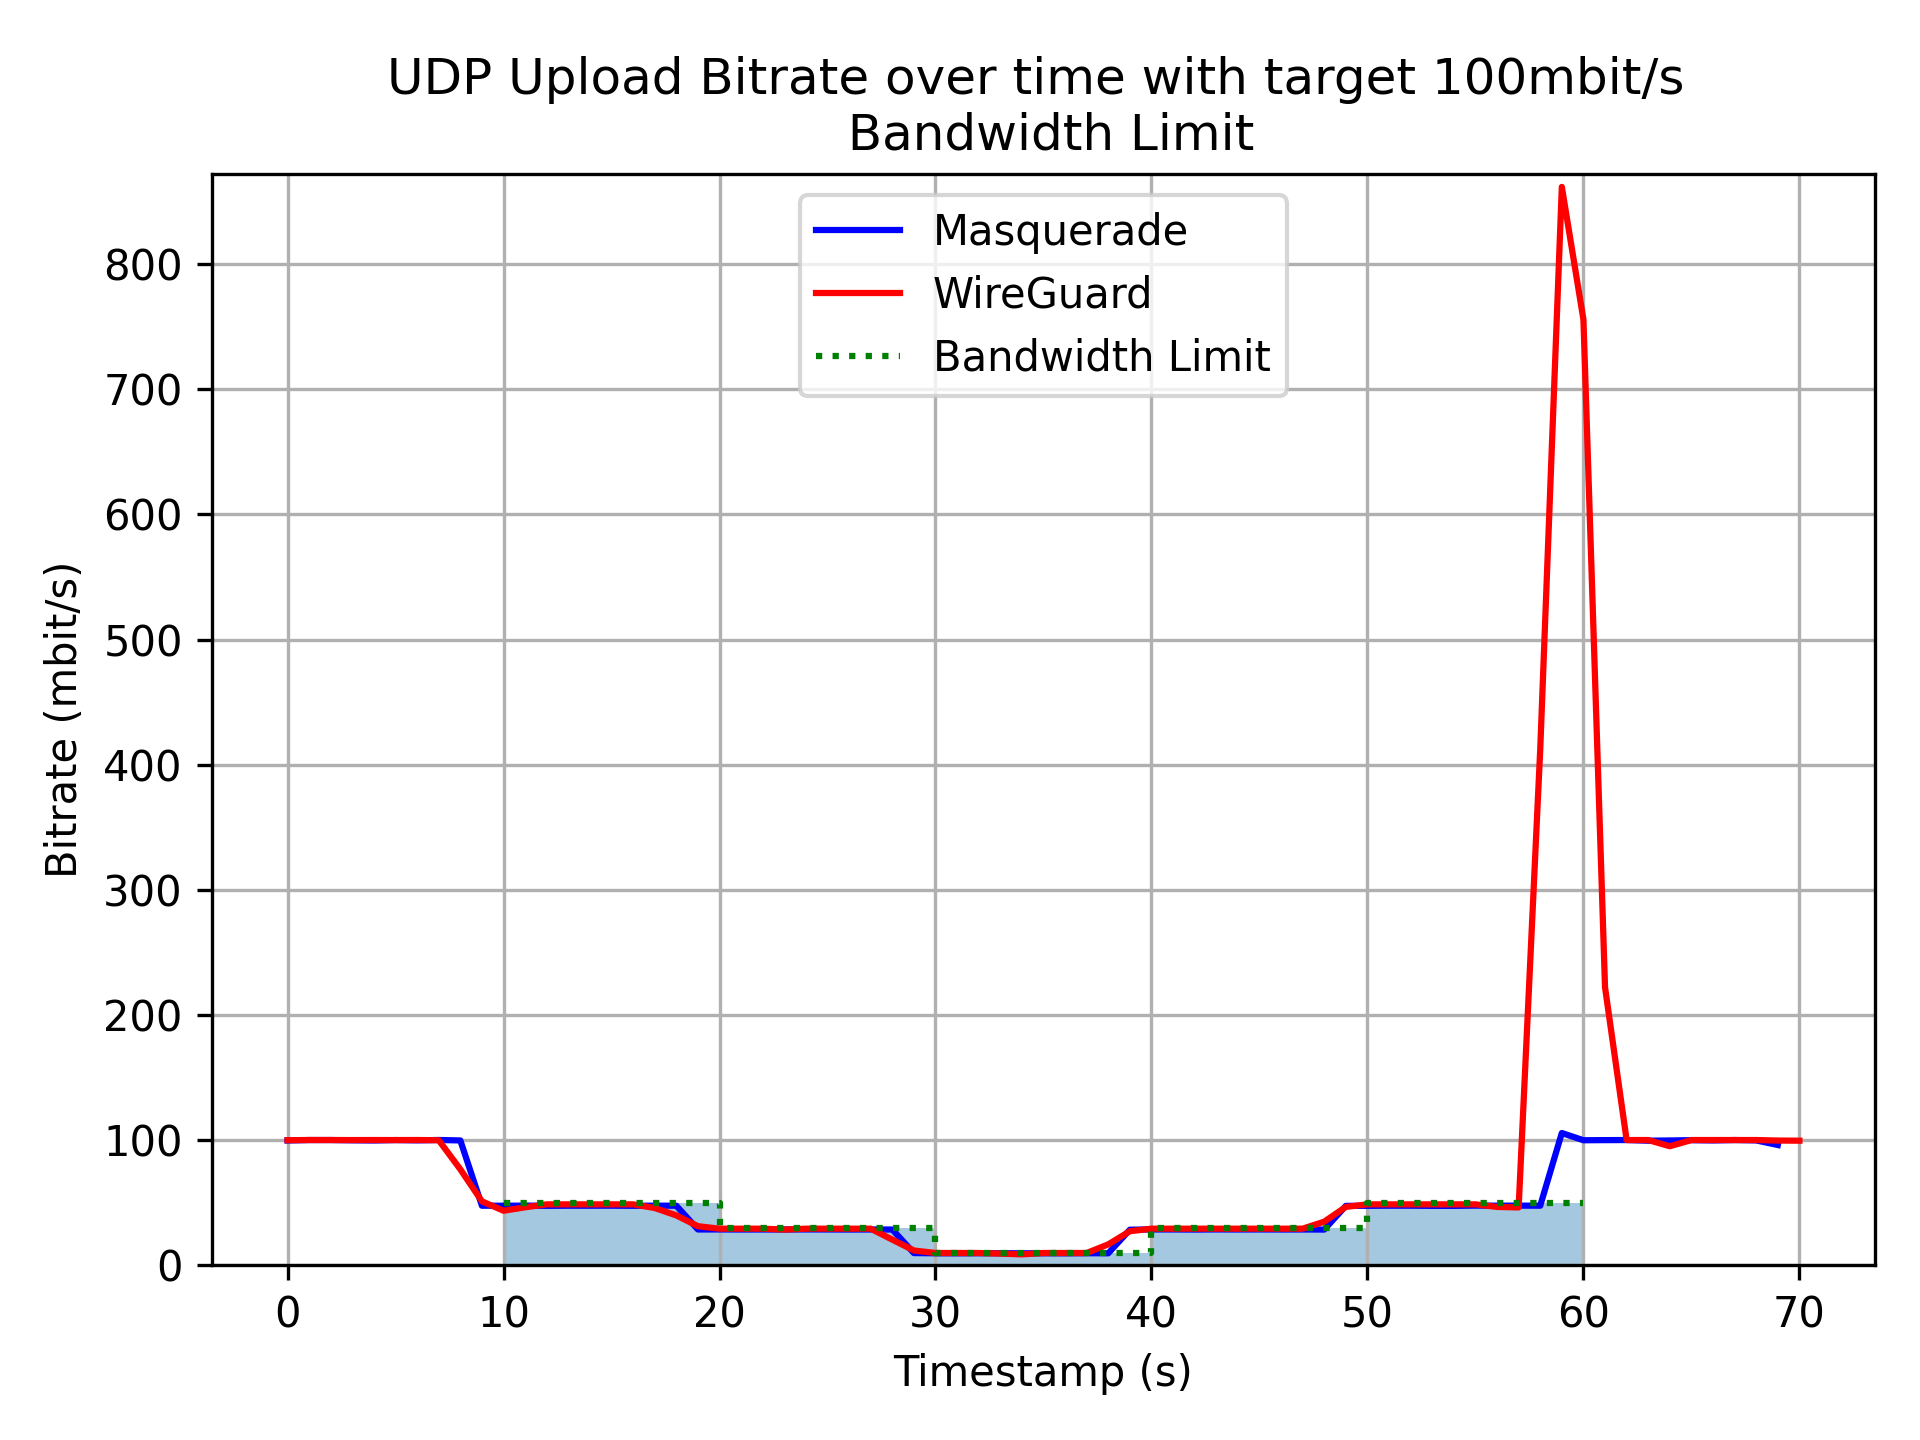 UDP Upload Bitrate over time with target 100mbit/s
Bandwidth Limit
Masquerade
WireGuard
Bandwidth Limit
Bitrate (mbit/s)
800
700
600
500
400
300
200
100
0
0 10 20 30 40 50 60 70
Timestamp (s)